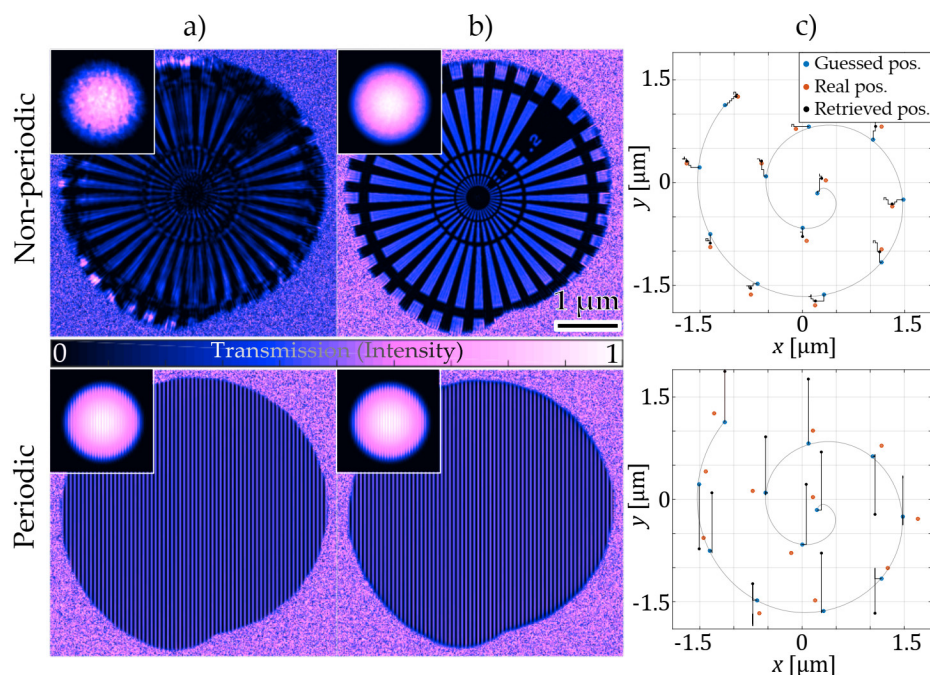 a)
b)
c)
Non-periodic
1 μm
0
Transmission (Intensity)
1
Periodic
Guessed pos.
Real pos.
Retrieved pos.
1.5
0
-1.5
y [μm]
-1.5
0
1.5
x [μm]
1.5
0
-1.5
y [μm]
-1.5
0
1.5
x [μm]